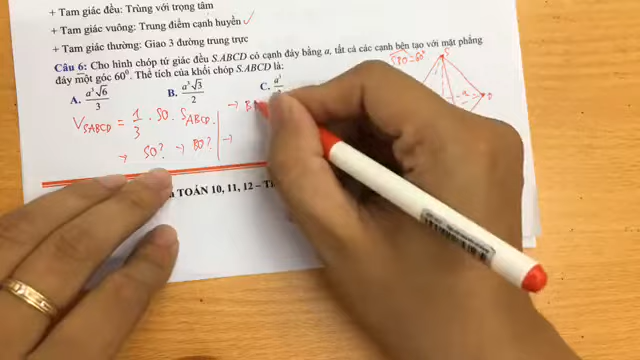 + Tam giác đều: Trùng với trọng tâm
+ Tam giác vuông: Trung điểm cạnh huyền ✓
+ Tam giác thường: Giao 3 đường trung trực
Câu 6: Cho hình chóp tứ giác đều S.ABCD có cạnh đáy bằng a, tất cả các cạnh bên tạo với mặt phẳng
đáy một góc 60⁰. Thể tích của khối chóp S.ABCD là:
SBO = 60°
S
A. a³√6/3 B. a³√3/2 C. a³
V_SABCD = 1/3 . SO . S_ABCD.
→ SO? → BO? →
TOÁN 10, 11, 12 –